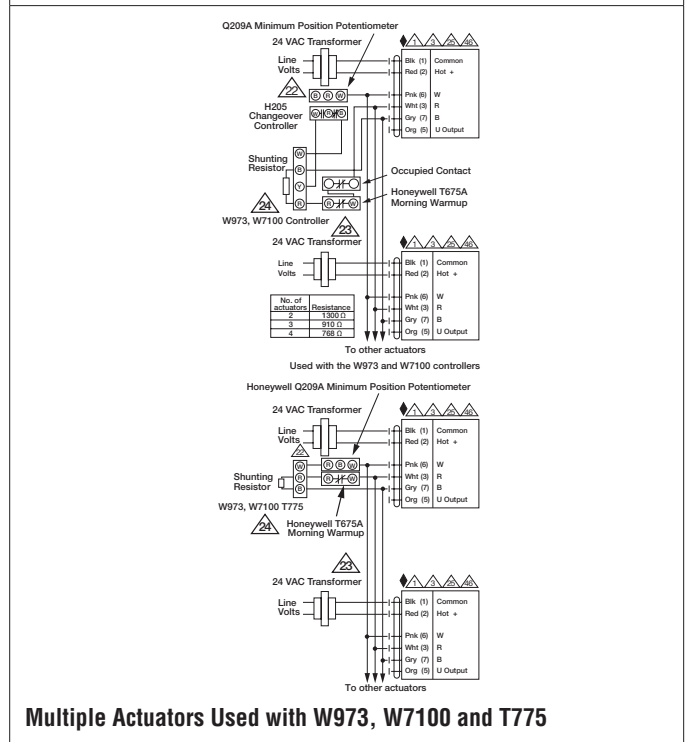 Q209A Minimum Position Potentiometer
24 VAC Transformer
Line
Volts
1 3 25 46
Blk (1) Common
Red (2) Hot +
Pnk (6) W
Wht (3) R
Gry (7) B
Org (5) U Output
22
B R W
H205
Changeover
Controller
W R B
Shunting
Resistor
W
B
Y
R
Occupied Contact
R W
Honeywell T675A
Morning Warmup
24
W973, W7100 Controller
23
24 VAC Transformer
Line
Volts
1 3 25 46
Blk (1) Common
Red (2) Hot +
Pnk (6) W
Wht (3) R
Gry (7) B
Org (5) U Output
No. of actuators Resistance
2 1300 Ω
3 910 Ω
4 768 Ω
To other actuators
Used with the W973 and W7100 controllers
Honeywell Q209A Minimum Position Potentiometer
24 VAC Transformer
Line
Volts
1 3 25 46
Blk (1) Common
Red (2) Hot +
Pnk (6) W
Wht (3) R
Gry (7) B
Org (5) U Output
22
W
R
B
R B W
R W
Shunting
Resistor
W973, W7100 T775
24
Honeywell T675A
Morning Warmup
23
24 VAC Transformer
Line
Volts
1 3 25 46
Blk (1) Common
Red (2) Hot +
Pnk (6) W
Wht (3) R
Gry (7) B
Org (5) U Output
To other actuators
Multiple Actuators Used with W973, W7100 and T775